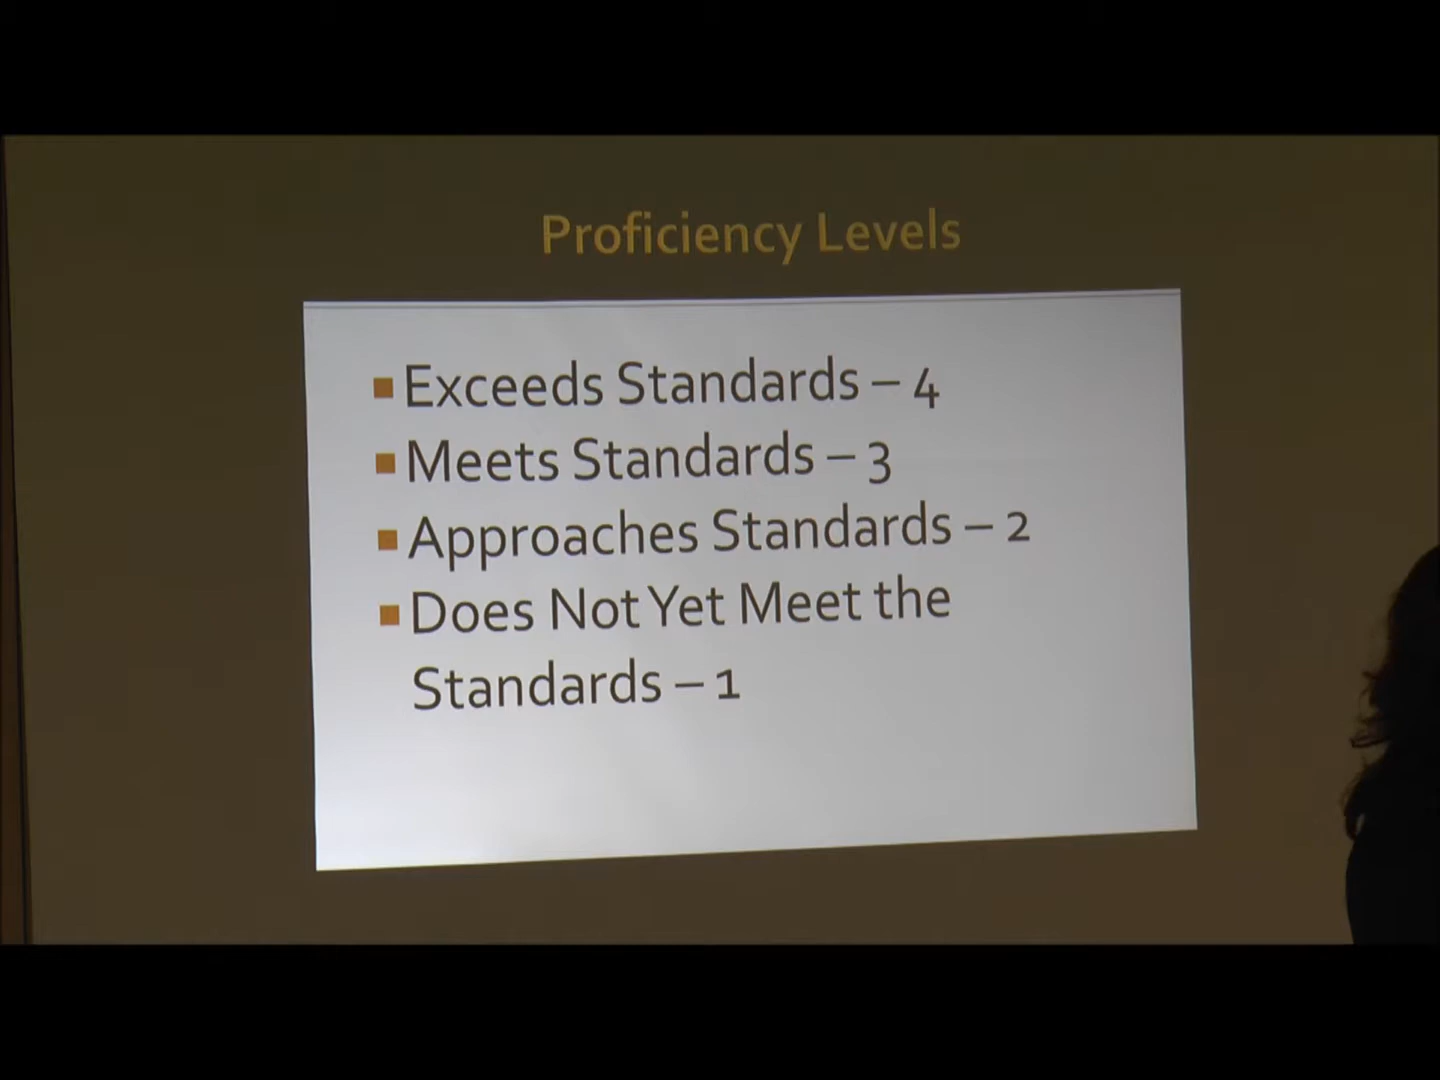 Proficiency Levels
Exceeds Standards – 4
Meets Standards – 3
Approaches Standards – 2
Does Not Yet Meet the
Standards – 1